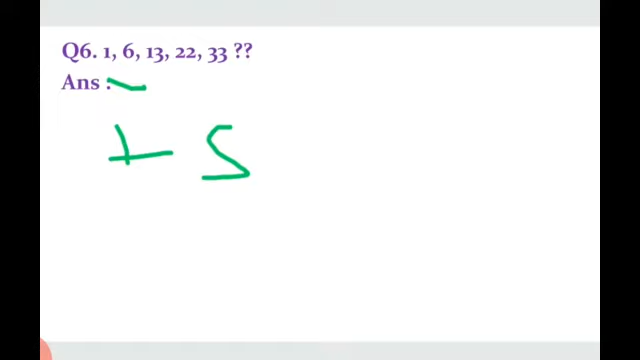 Q6. 1, 6, 13, 22, 33 ??
Ans :
+ 5